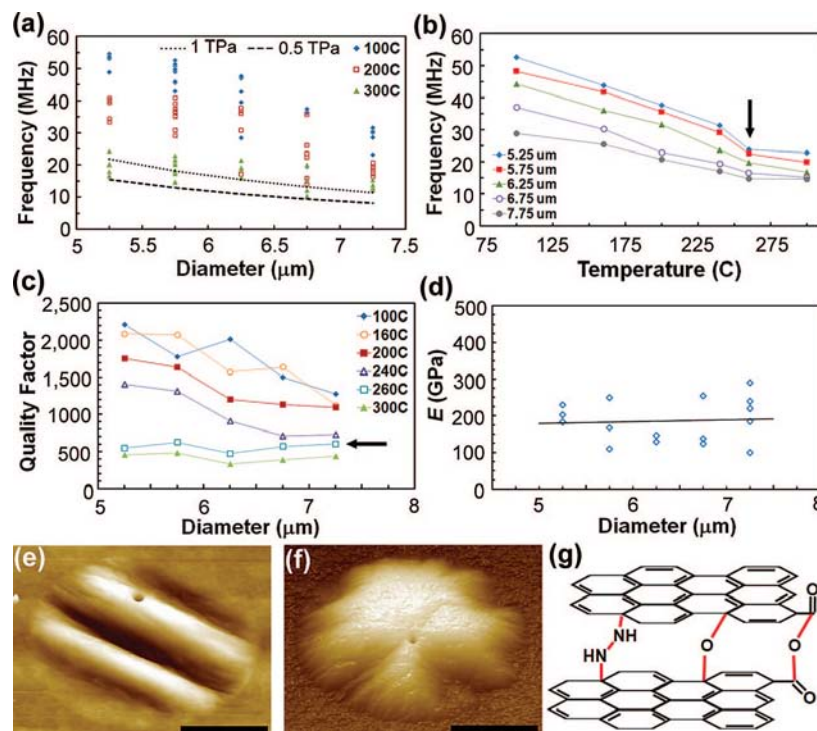 (a)
1 TPa
0.5 TPa
100C
200C
300C
Frequency (MHz)
60
50
40
30
20
10
0
5
5.5
6
6.5
7
7.5
Diameter (μm)
(b)
Frequency (MHz)
60
50
40
30
20
10
0
5.25 um
5.75 um
6.25 um
6.75 um
7.75 um
75
125
175
225
275
Temperature (C)
(c)
Quality Factor
2,500
2,000
1,500
1000
500
0
100C
160C
200C
240C
260C
300C
5
6
7
8
Diameter (μm)
(d)
E (GPa)
500
400
300
200
100
0
5
6
7
8
Diameter (μm)
(e)
(f)
(g)
O
NH
HN
O
O
O